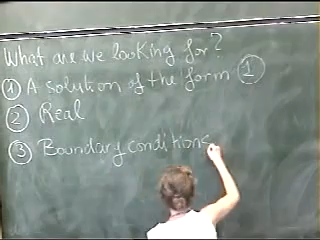 What are we looking for?
① A solution of the form ①
② Real
③ Boundary conditions